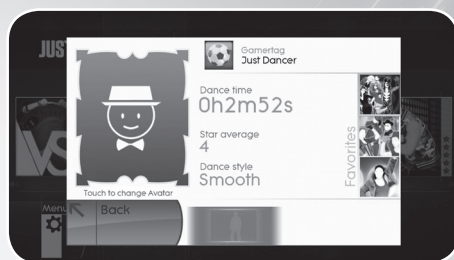 JUS
Gamertag
Just Dancer
Dance time
0h2m52s
Star average
4
Dance style
Smooth
Favorites
VS
Touch to change Avatar
Menu
Back